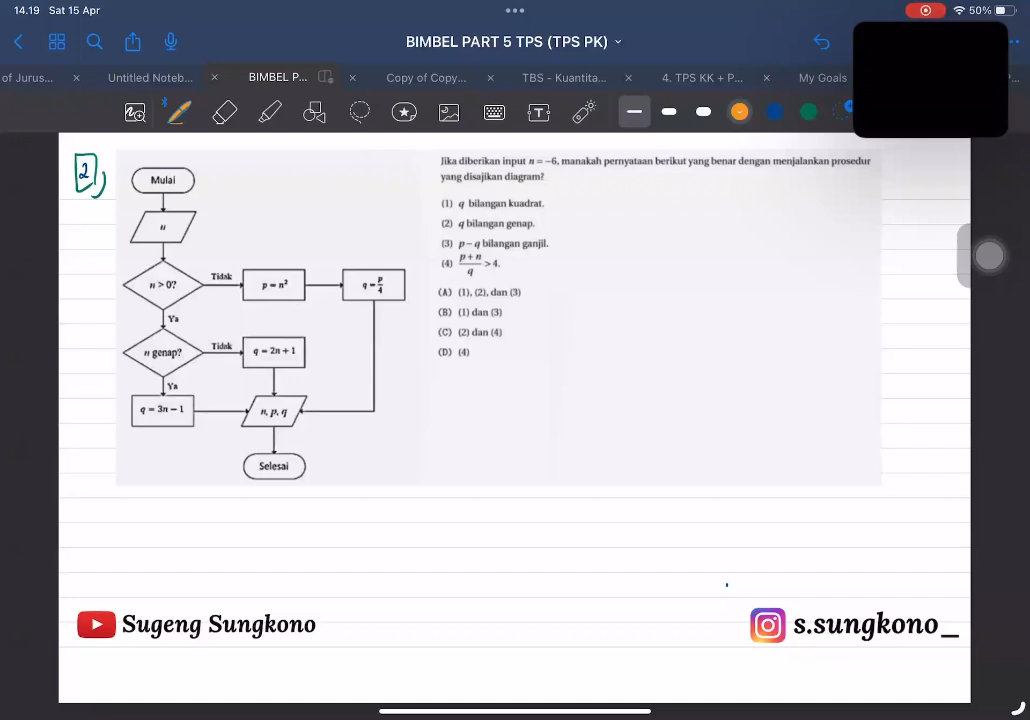 14.19 Sat 15 Apr
50%
BIMBEL PART 5 TPS (TPS PK)
of Jurus...
Untitled Noteb...
BIMBEL P...
Copy of Copy...
TBS - Kuantita...
4. TPS KK + P...
My Goals
2)
Mulai
n
n > 0?
Tidak
p = n²
q = p/4
Ya
n genap?
Tidak
q = 2n + 1
Ya
q = 3n − 1
n, p, q
Selesai
Jika diberikan input n = −6, manakah pernyataan berikut yang benar dengan menjalankan prosedur
yang disajikan diagram?
(1) q bilangan kuadrat.
(2) q bilangan genap.
(3) p − q bilangan ganjil.
(4) (p + n)/q > 4.
(A) (1), (2), dan (3)
(B) (1) dan (3)
(C) (2) dan (4)
(D) (4)
Sugeng Sungkono
s.sungkono_